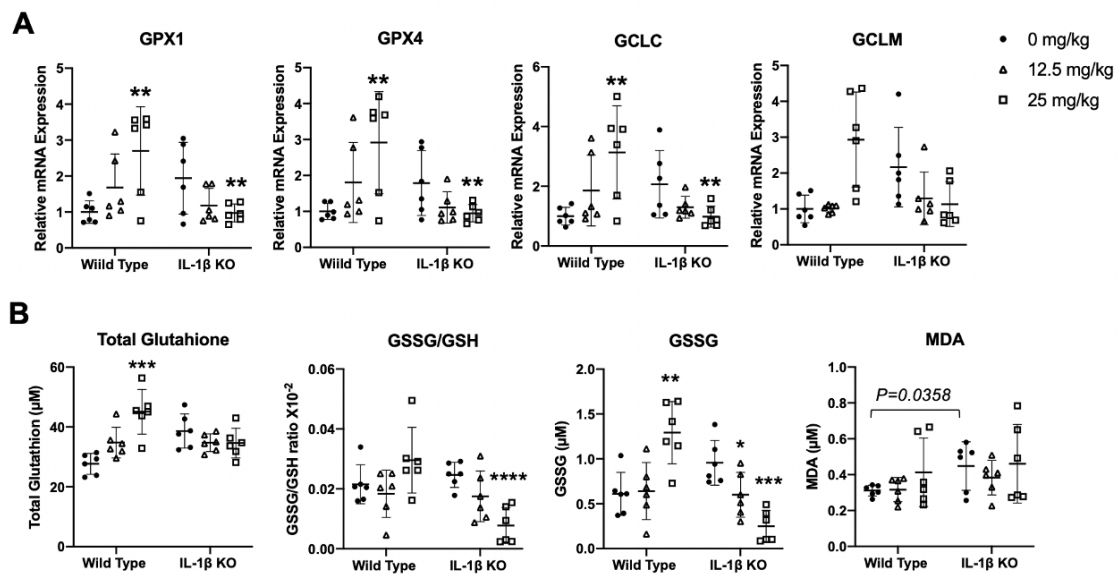 A
GPX1
GPX4
GCLC
GCLM
0 mg/kg
12.5 mg/kg
25 mg/kg
Relative mRNA Expression
5
4
3
2
1
0
**
**
Wiild Type
IL-1β KO
Relative mRNA Expression
5
4
3
2
1
0
**
**
Wiild Type
IL-1β KO
Relative mRNA Expression
6
4
2
0
**
**
Wiild Type
IL-1β KO
Relative mRNA Expression
5
4
3
2
1
0
Wiild Type
IL-1β KO
B
Total Glutahione
GSSG/GSH
GSSG
MDA
Total Glutathion (µM)
60
40
20
0
***
Wild Type
IL-1β KO
GSSG/GSH ratio X10-2
0.06
0.04
0.02
0.00
****
Wild Type
IL-1β KO
GSSG (µM)
2.0
1.5
1.0
0.5
0.0
**
*
***
Wild Type
IL-1β KO
MDA (µM)
1.0
0.8
0.6
0.4
0.2
0.0
P=0.0358
Wild Type
IL-1β KO